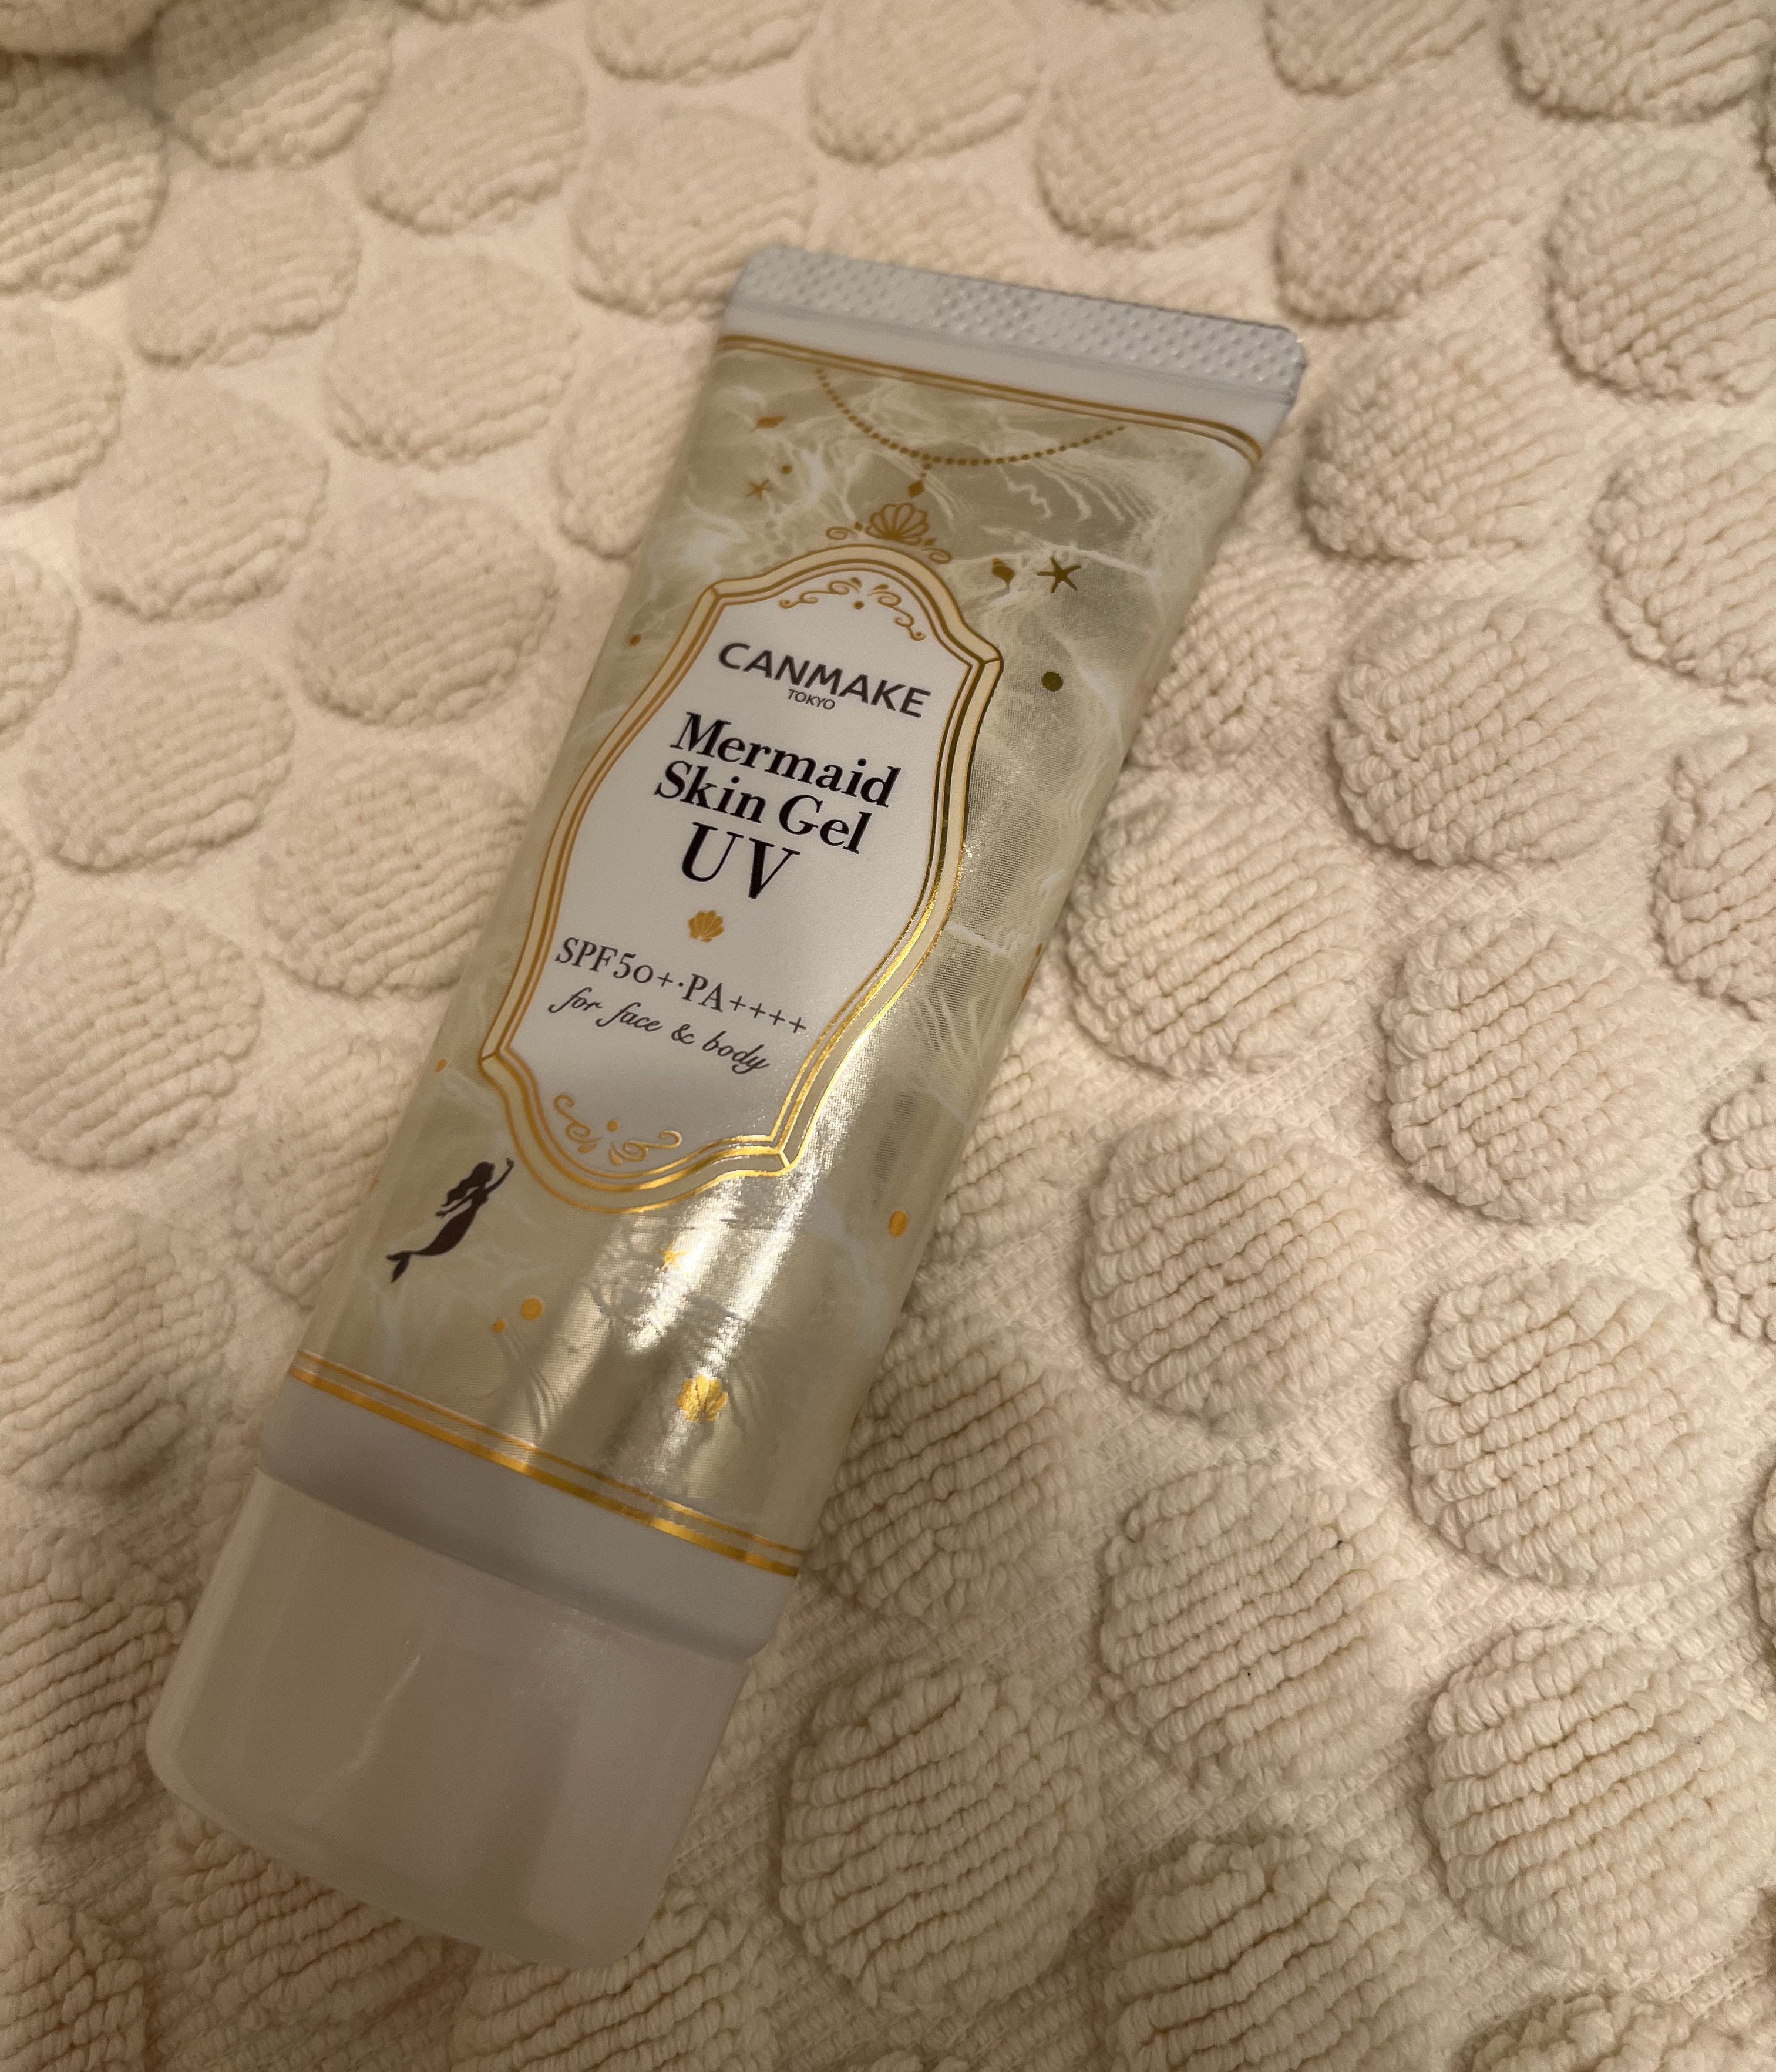 CANMAKE
TOKYO
Mermaid
Skin Gel
UV
SPF50+·PA++++
for face & body